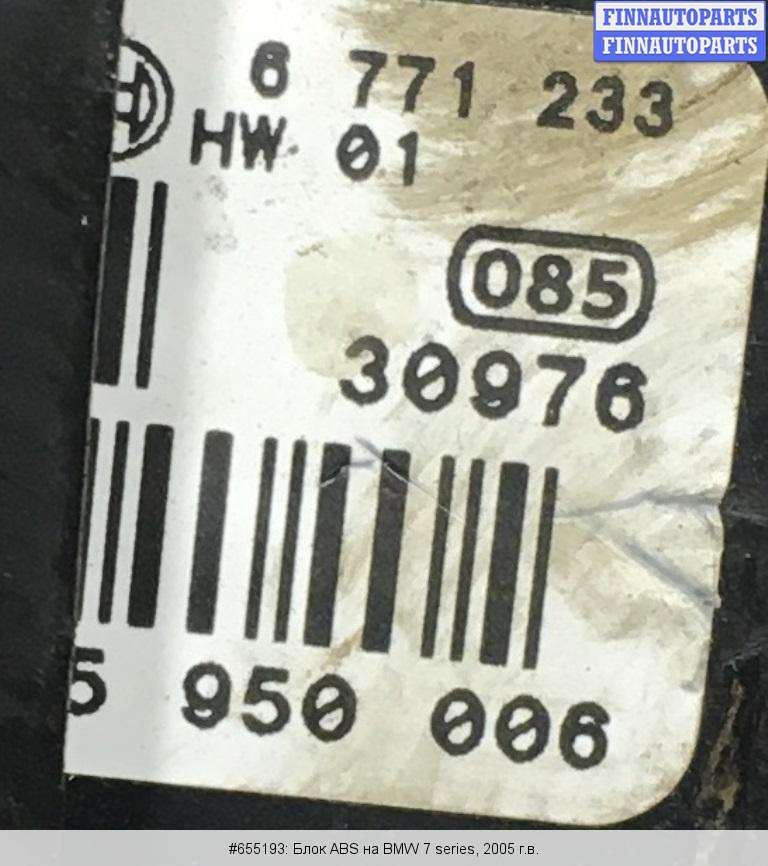 FINNAUTOPARTS
FINNAUTOPARTS
6 771 233
HW 01
085
30976
5 950 006
#655193: Блок ABS на BMW 7 series, 2005 г.в.